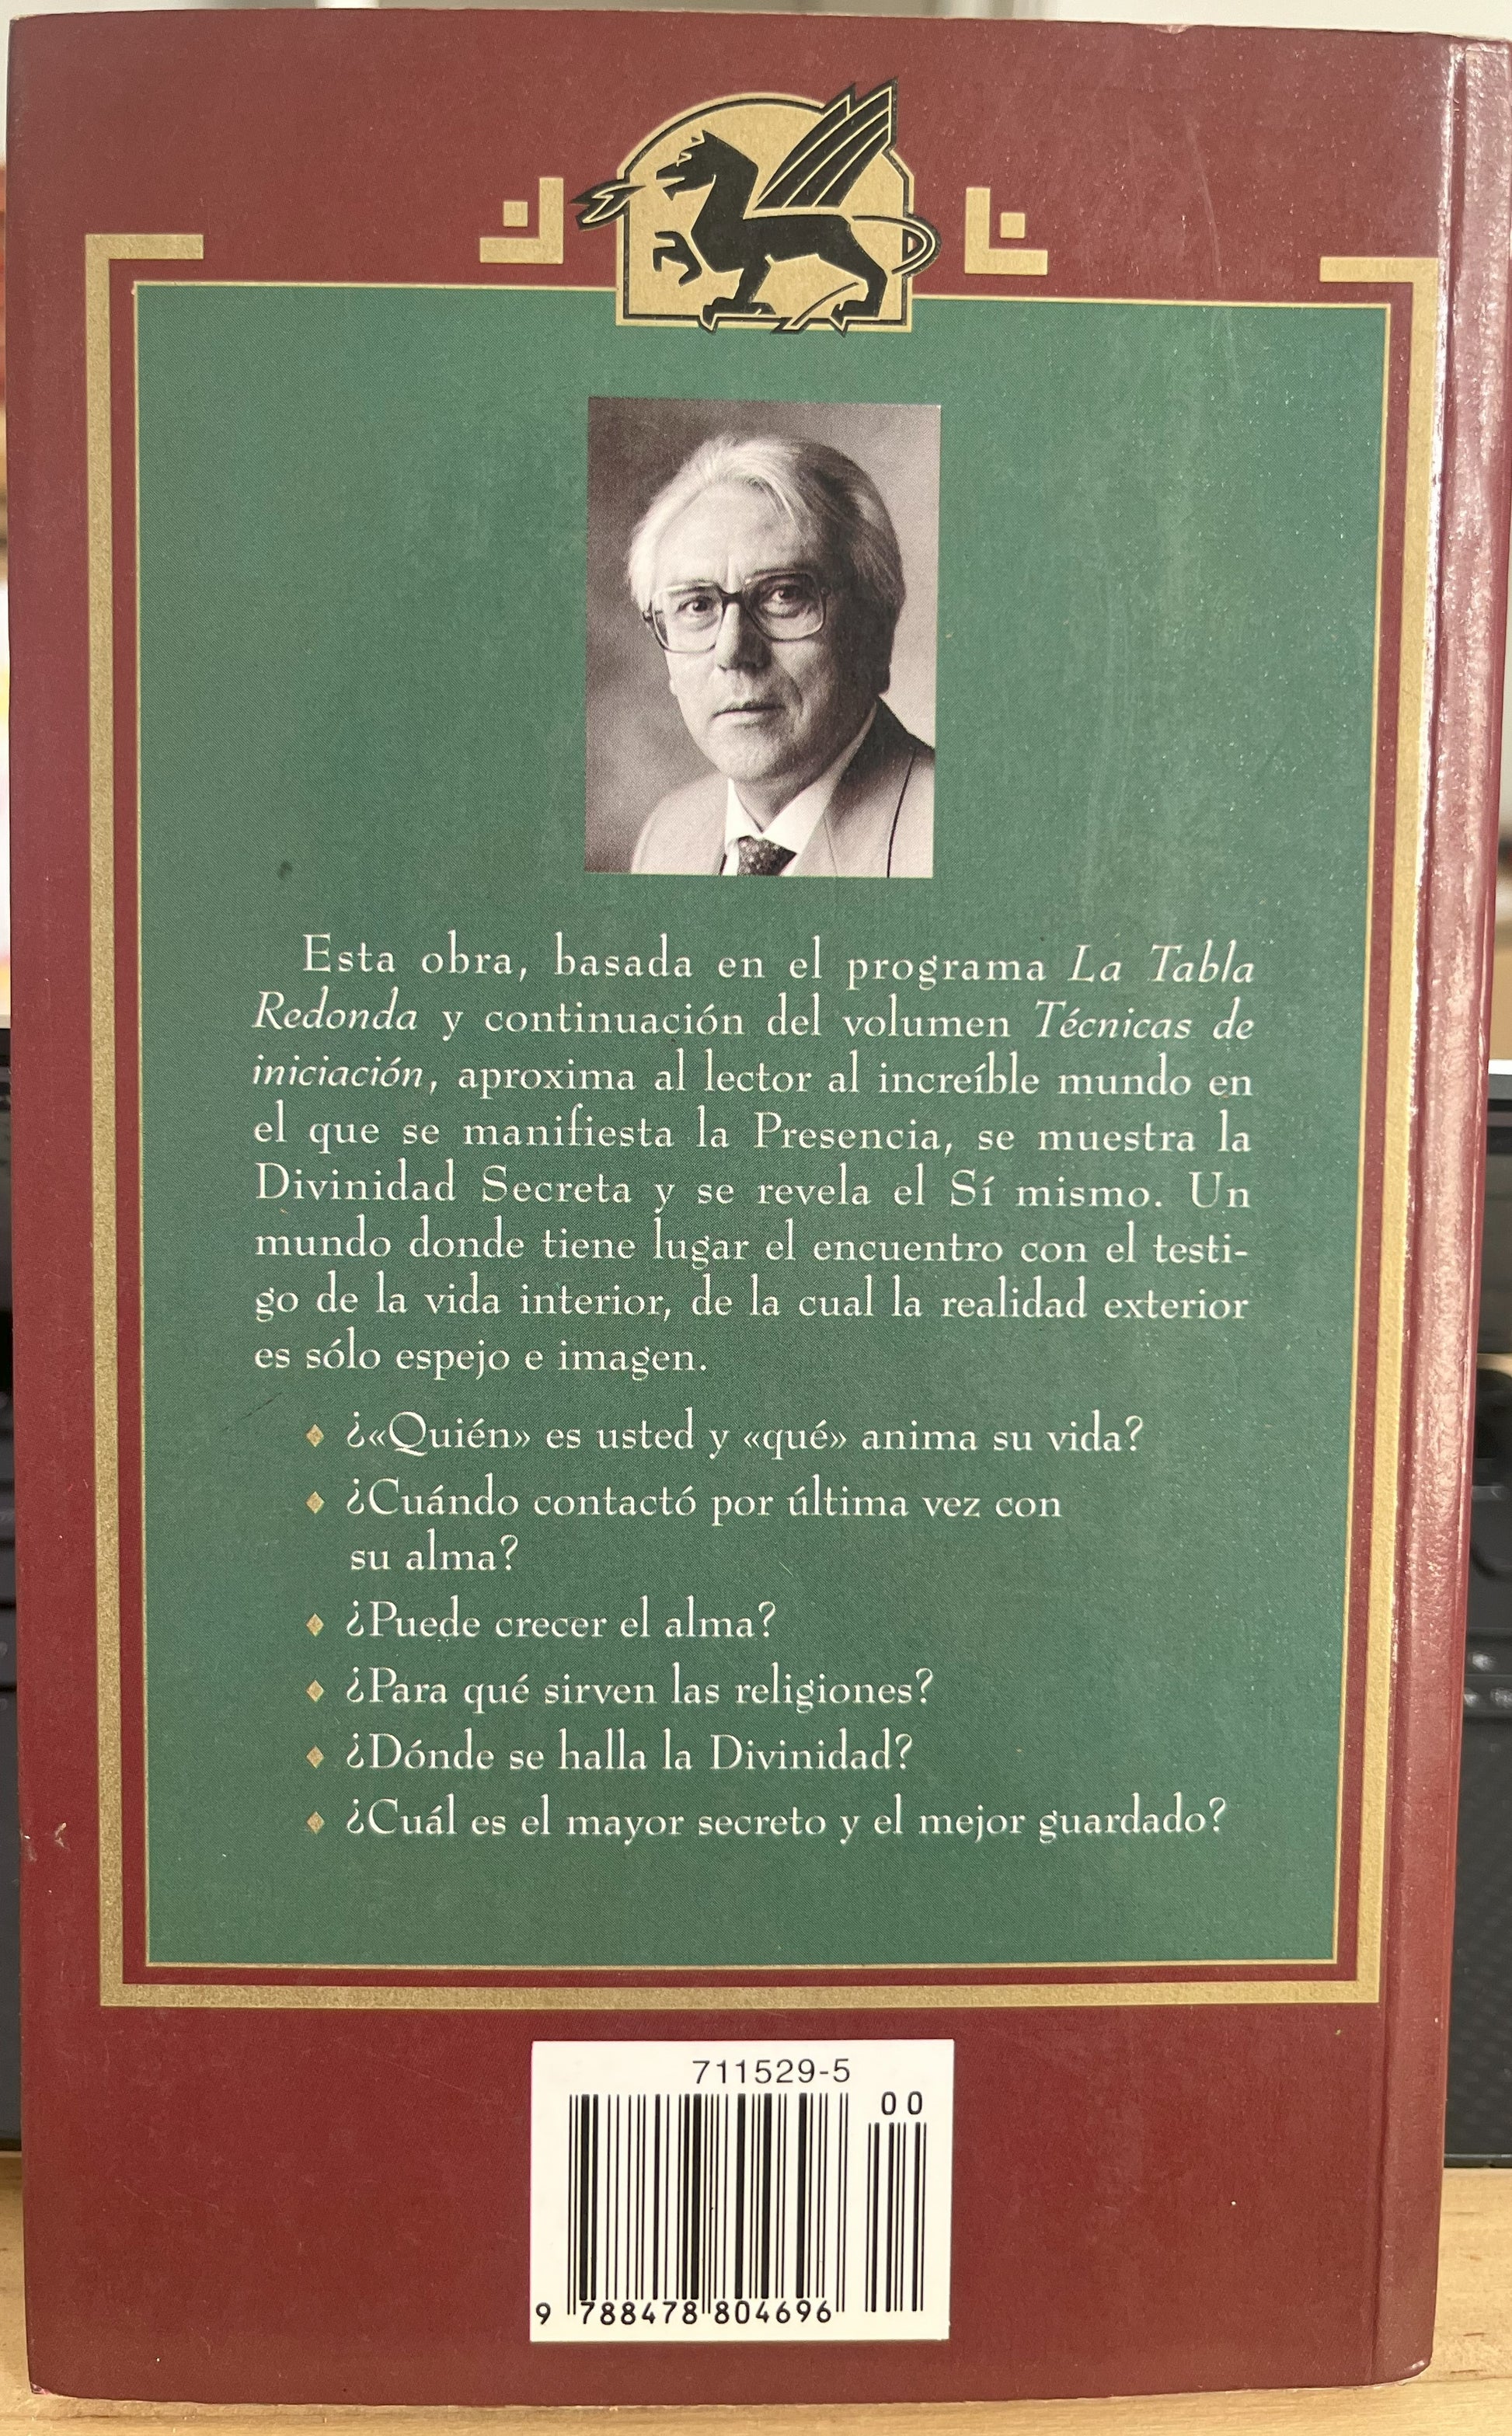 Esta obra, basada en el programa La Tabla
Redonda y continuación del volumen Técnicas de
iniciación, aproxima al lector al increíble mundo en
el que se manifiesta la Presencia, se muestra la
Divinidad Secreta y se revela el Sí mismo. Un
mundo donde tiene lugar el encuentro con el testi-
go de la vida interior, de la cual la realidad exterior
es sólo espejo e imagen.
¿«Quién» es usted y «qué» anima su vida?
¿Cuándo contactó por última vez con
su alma?
¿Puede crecer el alma?
¿Para qué sirven las religiones?
¿Dónde se halla la Divinidad?
¿Cuál es el mayor secreto y el mejor guardado?
711529-5
00
9 788478 804696